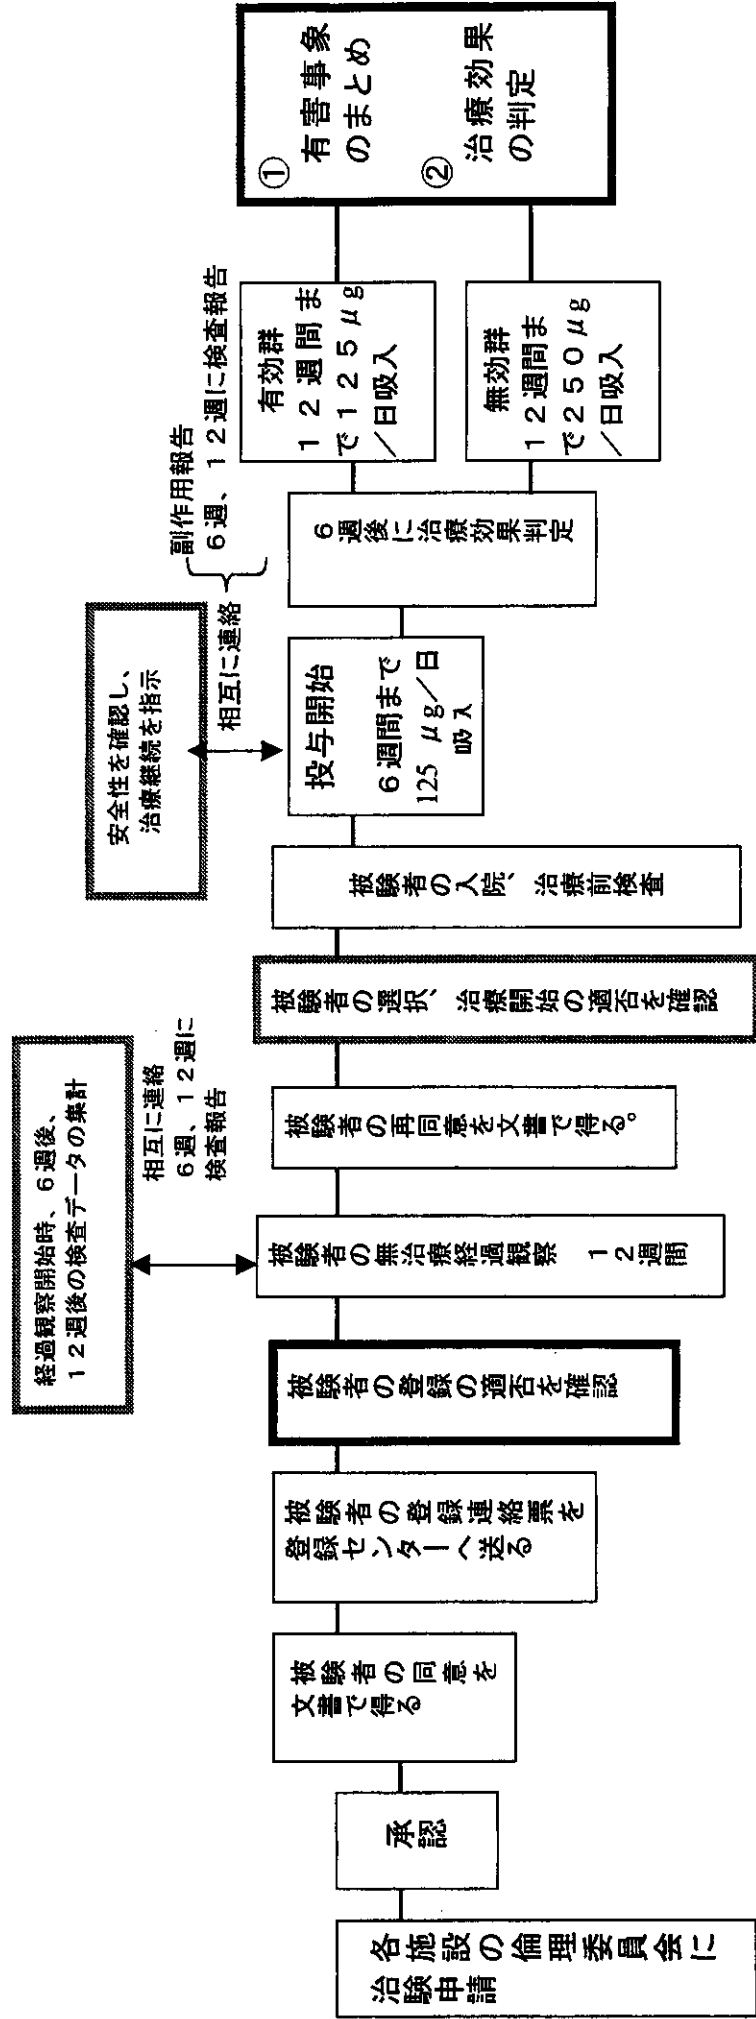 各施設の倫理委員会に
治験申請
承認
被験者の同意を
文書で得る
被験者の登録連絡票を
登録センターへ送る
被験者の登録の適否を確認
経過観察開始時、6週後、
12週後の検査データの集計
相互に連絡
6週、12週に
検査報告
被験者の無治療経過観察 12週間
被験者の再同意を文書で得る。
被験者の選択、治療開始の適否を確認
被験者の入院、治療前検査
安全性を確認し、
治療継続を指示
相互に連絡
副作用報告
6週、12週に検査報告
投与開始
6週間まで
125 μg/日
吸入
6週後に治療効果判定
有効群
12週間ま
で125μg
/日吸入
無効群
12週間ま
で250μg
/日吸入
①
有害事象
のまとめ
②
治療効果
の判定